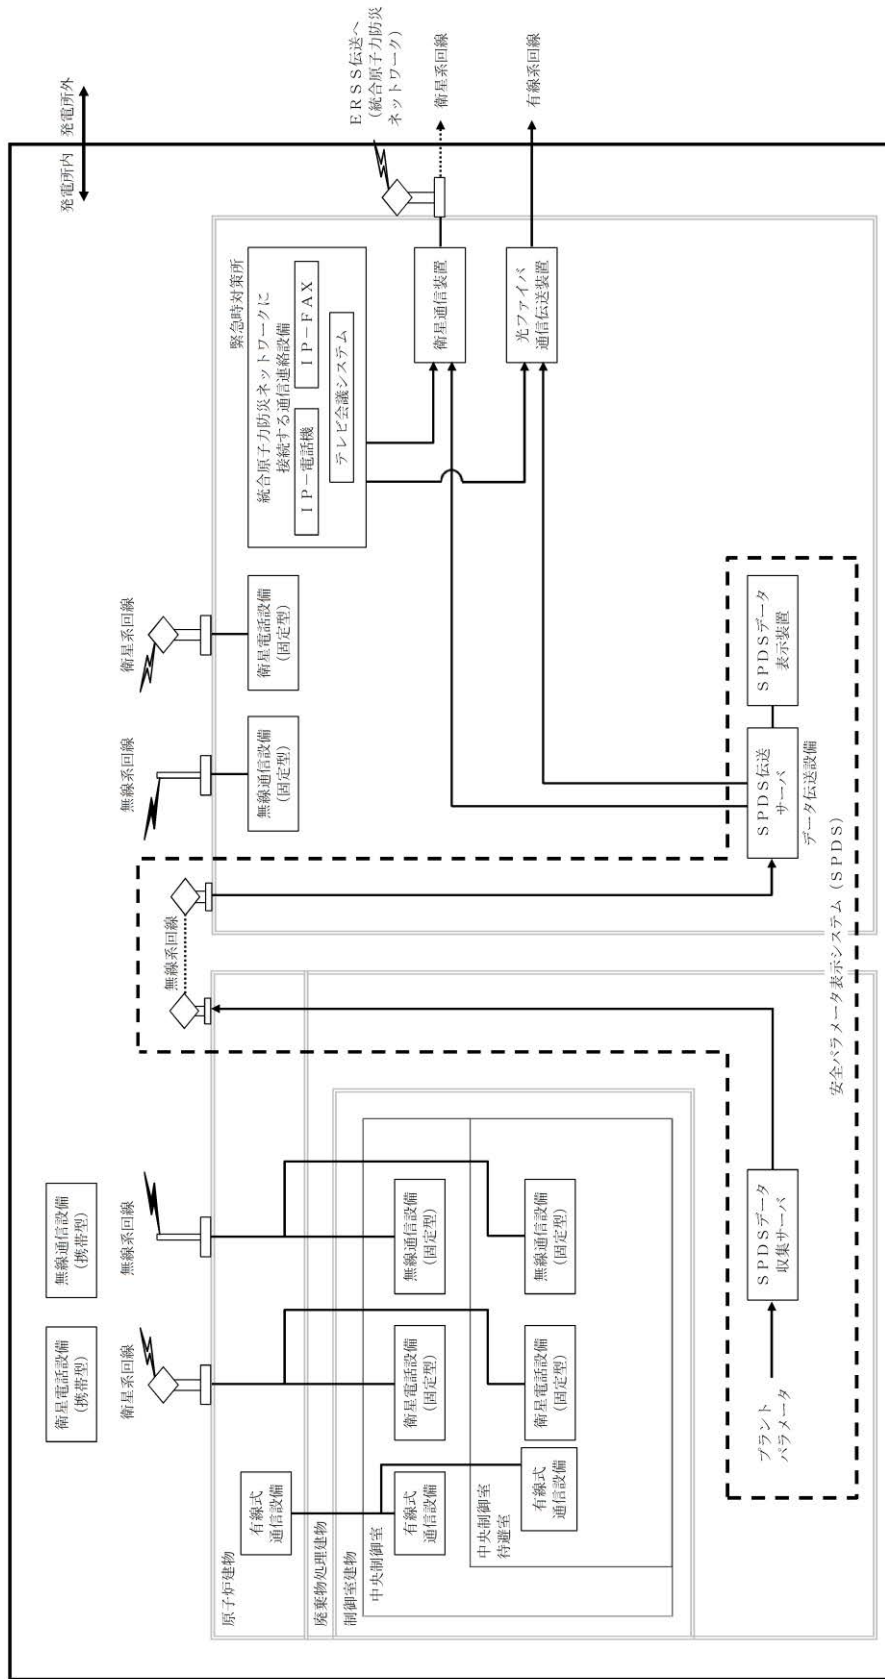 発電所内
発電所外
衛星電話設備
(携帯型)
無線通信設備
(携帯型)
衛星系回線
無線系回線
無線系回線
無線系回線
衛星系回線
ERSS伝送へ
(統合原子力防災
ネットワーク)
衛星系回線
有線系回線
原子炉建物
有線式
通信設備
廃棄物処理建物
制御室建物
中央制御室
有線式
通信設備
衛星電話設備
(固定型)
無線通信設備
(固定型)
中央制御室
待避室
有線式
通信設備
衛星電話設備
(固定型)
無線通信設備
(固定型)
無線通信設備
(固定型)
衛星電話設備
(固定型)
緊急時対策所
統合原子力防災ネットワークに
接続する通信連絡設備
IP-電話機
IP-FAX
テレビ会議システム
衛星通信装置
光ファイバ
通信伝送装置
プラント
パラメータ
SPDSデータ
収集サーバ
SPDS伝送
サーバ
データ伝送設備
SPDSデータ
表示装置
安全パラメータ表示システム(SPDS)